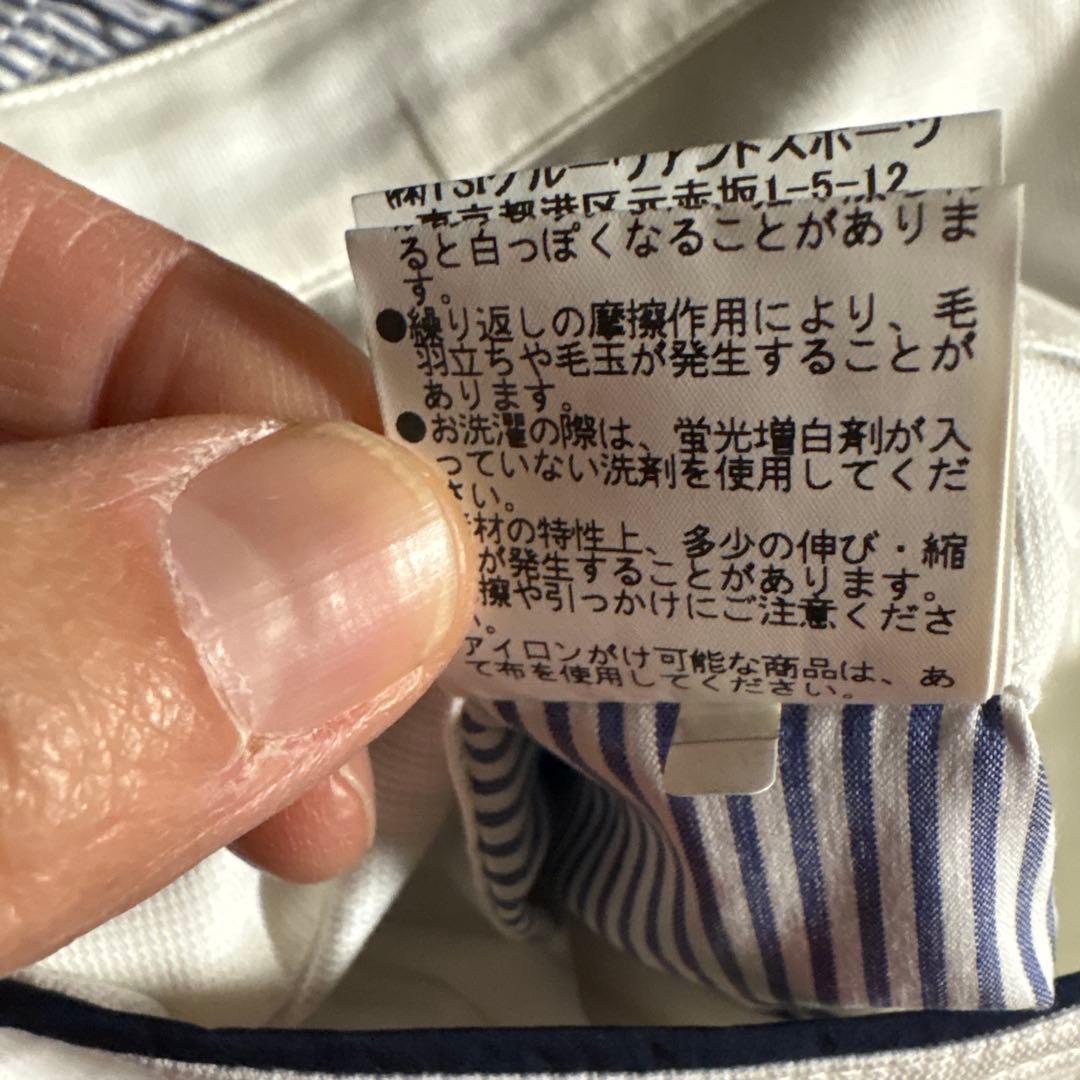 ㈱TSIグルーヴアンドスポーツ
東京都港区元赤坂1-5-12
ると白っぽくなることがありま
す。
●繰り返しの摩擦作用により、毛
羽立ちや毛玉が発生することが
あります。
●お洗濯の際は、蛍光増白剤が入
っていない洗剤を使用してくだ
さい。
材の特性上、多少の伸び・縮
が発生することがあります。
擦や引っかけにご注意くださ
い。
アイロンがけ可能な商品は、あ
て布を使用してください。